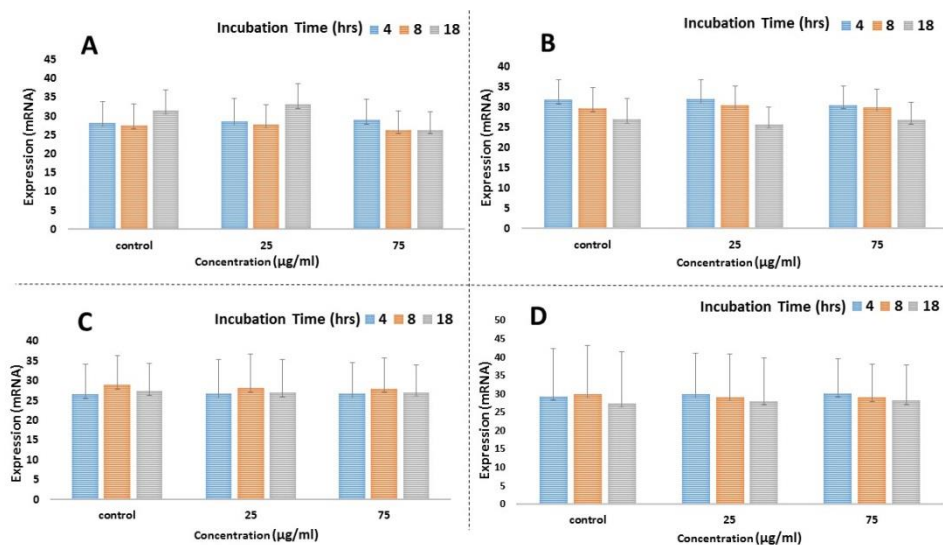 A
Incubation Time (hrs) 4 8 18
Expression (mRNA)
45
40
35
30
25
20
15
10
5
0
control 25 75
Concentration (µg/ml)
B
Incubation Time (hrs) 4 8 18
Expression (mRNA)
40
35
30
25
20
15
10
5
0
control 25 75
Concentration (µg/ml)
C
Incubation Time (hrs) 4 8 18
Expression (mRNA)
40
35
30
25
20
15
10
5
0
control 25 75
Concentration (µg/ml)
D
Incubation Time (hrs) 4 8 18
Expression (mRNA)
50
45
40
35
30
25
20
15
10
5
0
control 25 75
Concentration (µg/ml)